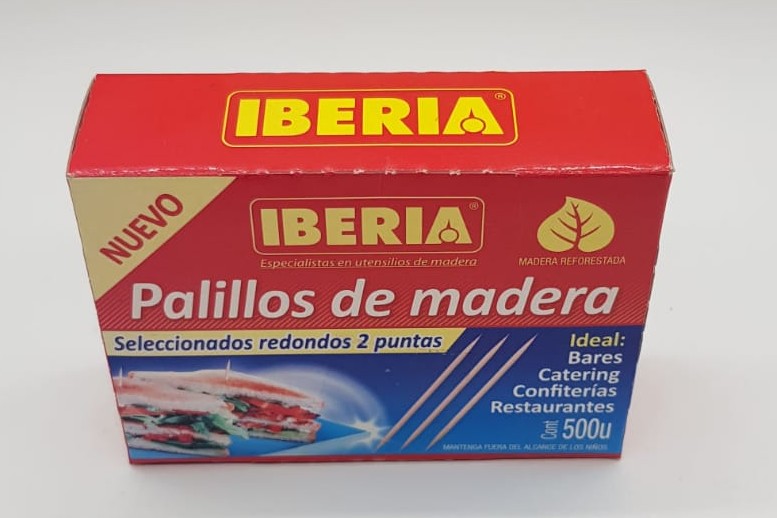 IBERIA®
NUEVO
IBERIA®
Especialistas en utensilios de madera
MADERA REFORESTADA
Palillos de madera
Seleccionados redondos 2 puntas
Ideal:
Bares
Catering
Confiterías
Restaurantes
Cont 500u
MANTENGA FUERA DEL ALCANCE DE LOS NIÑOS